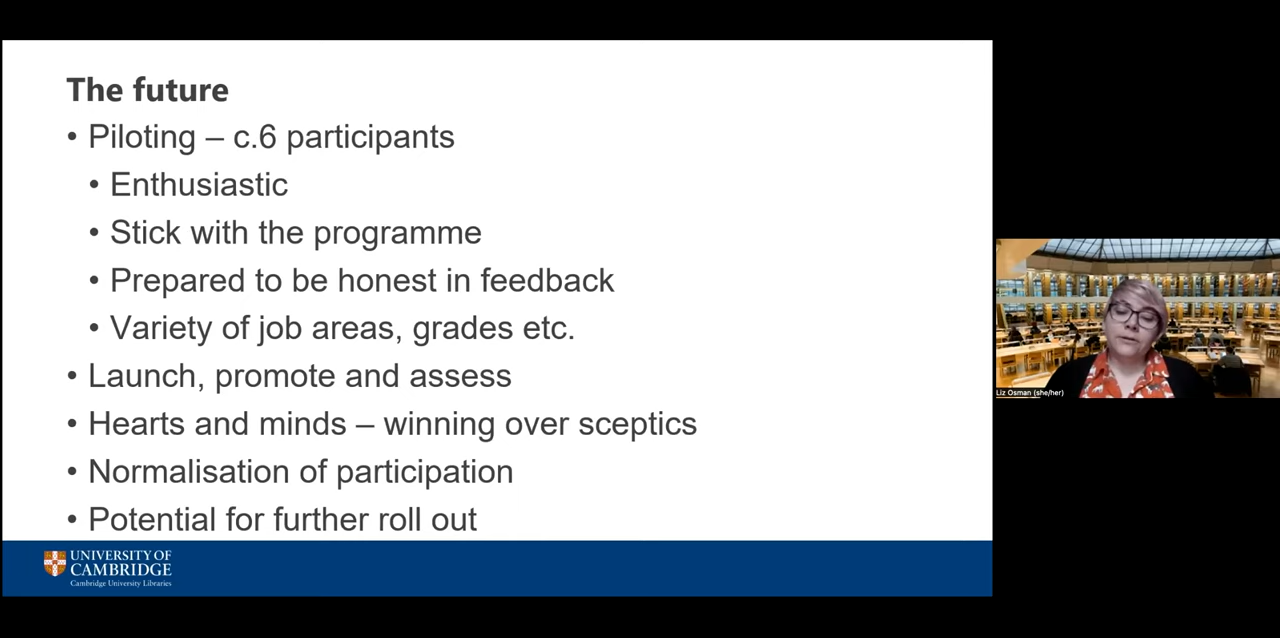 The future
• Piloting – c.6 participants
• Enthusiastic
• Stick with the programme
• Prepared to be honest in feedback
• Variety of job areas, grades etc.
• Launch, promote and assess
• Hearts and minds – winning over sceptics
• Normalisation of participation
• Potential for further roll out
UNIVERSITY OF
CAMBRIDGE
Cambridge University Libraries
Liz Osman (she/her)